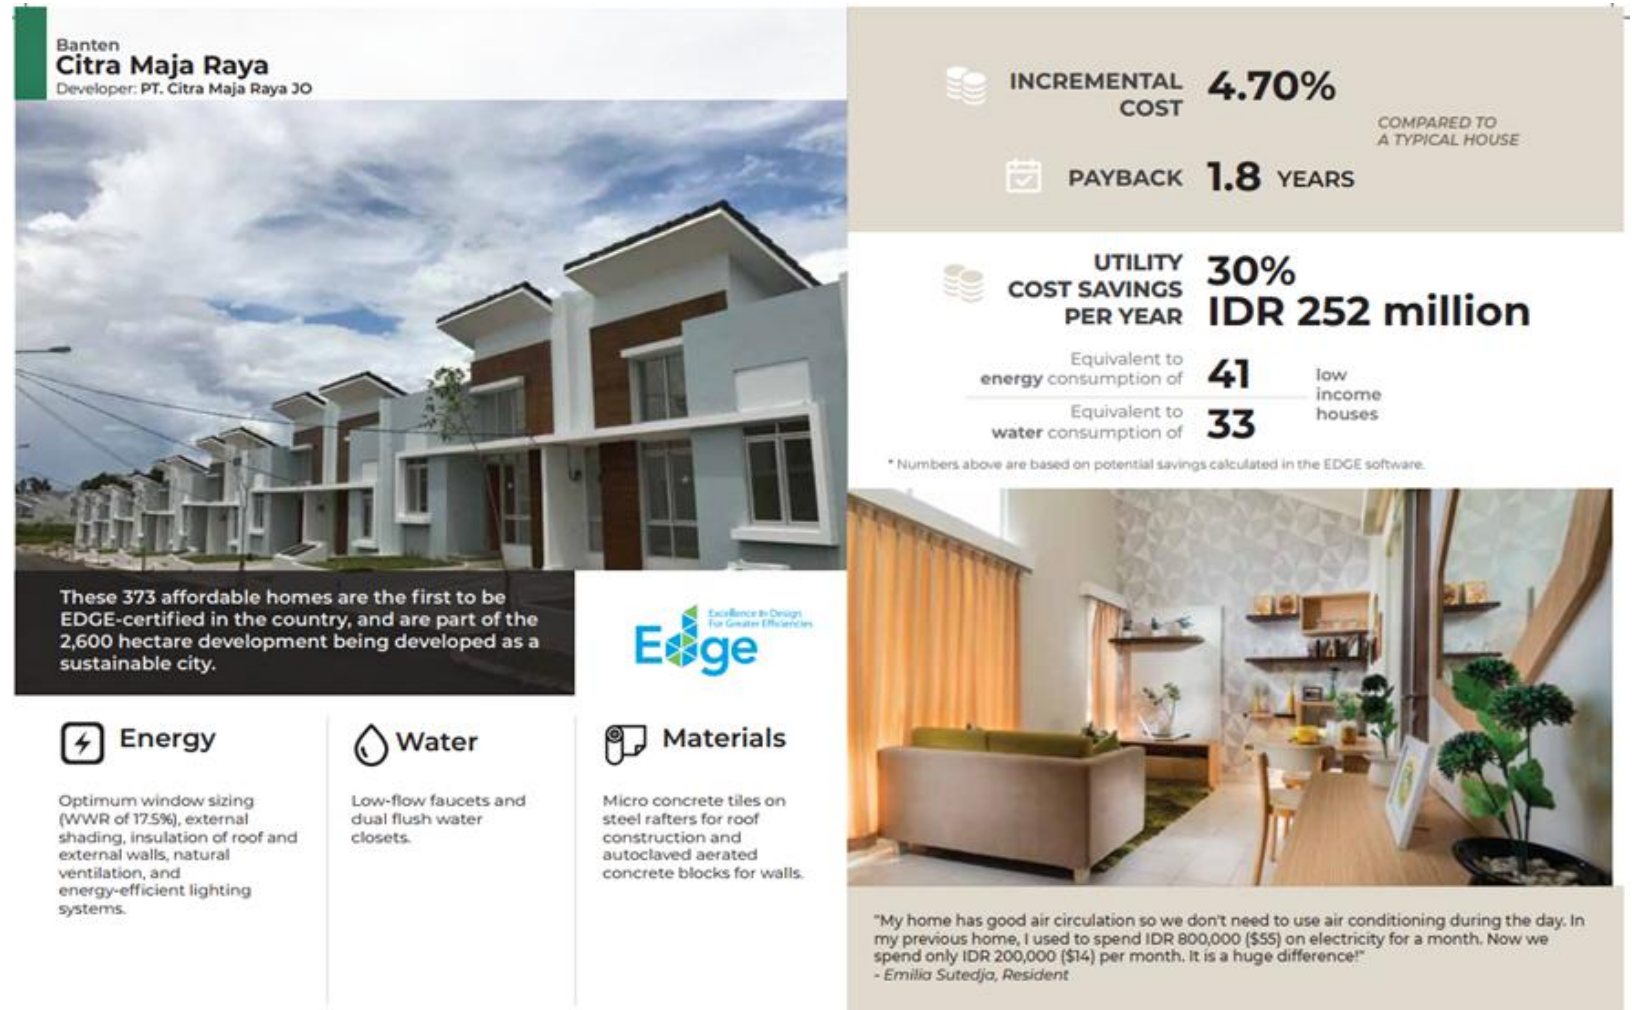 Banten
Citra Maja Raya
Developer: PT. Citra Maja Raya JO
These 373 affordable homes are the first to be
EDGE-certified in the country, and are part of the
2,600 hectare development being developed as a
sustainable city.
Edge
Excellence In Design
For Greater Efficiencies
Energy
Optimum window sizing
(WWR of 17.5%), external
shading, insulation of roof and
external walls, natural
ventilation, and
energy-efficient lighting
systems.
Water
Low-flow faucets and
dual flush water
closets.
Materials
Micro concrete tiles on
steel rafters for roof
construction and
autoclaved aerated
concrete blocks for walls.
INCREMENTAL
COST
4.70%
COMPARED TO
A TYPICAL HOUSE
PAYBACK
1.8 YEARS
UTILITY
COST SAVINGS
PER YEAR
30%
IDR 252 million
Equivalent to
energy consumption of
41
Equivalent to
water consumption of
33
low
income
houses
* Numbers above are based on potential savings calculated in the EDGE software.
"My home has good air circulation so we don't need to use air conditioning during the day. In
my previous home, I used to spend IDR 800,000 ($55) on electricity for a month. Now we
spend only IDR 200,000 ($14) per month. It is a huge difference!"
- Emilia Sutedja, Resident